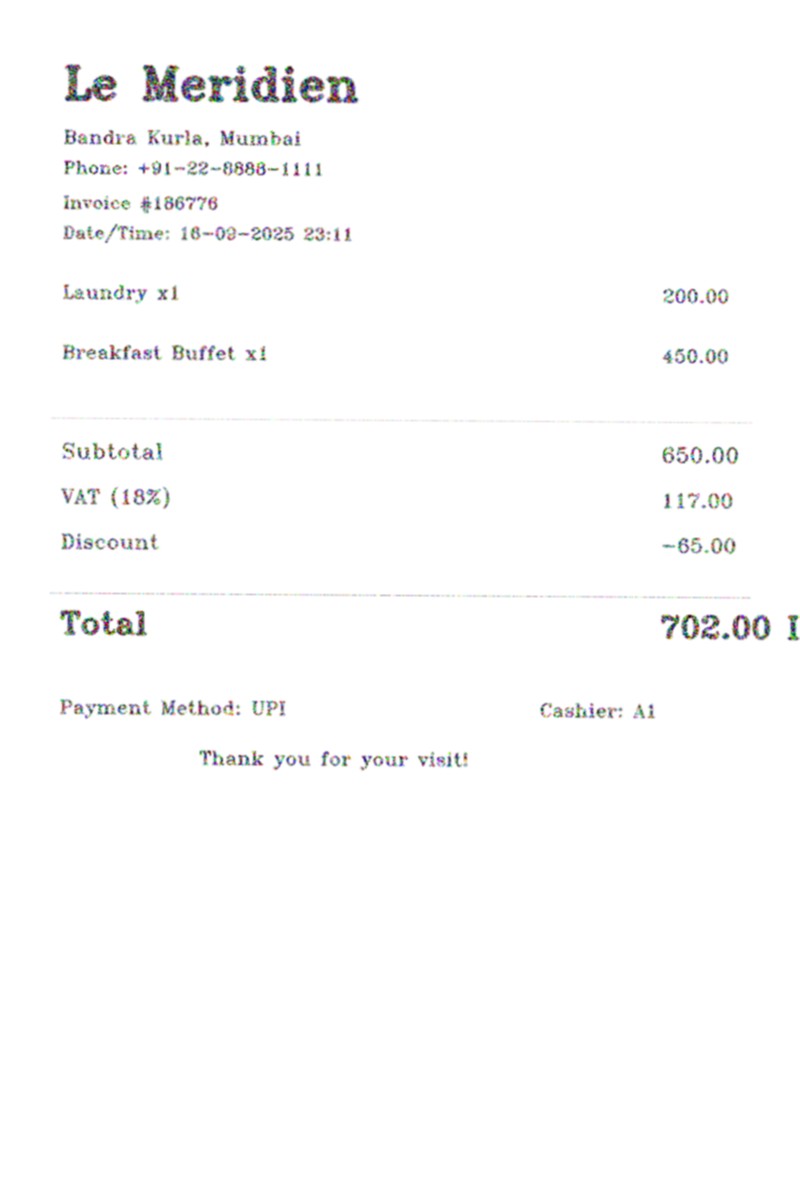 Le Meridien
Bandra Kurla, Mumbai
Phone: +91-22-8888-1111
Invoice #186776
Date/Time: 16-09-2025 23:11
Laundry x1 200.00
Breakfast Buffet x1 450.00
Subtotal 650.00
VAT (18%) 117.00
Discount -65.00
Total 702.00 I
Payment Method: UPI Cashier: A1
Thank you for your visit!